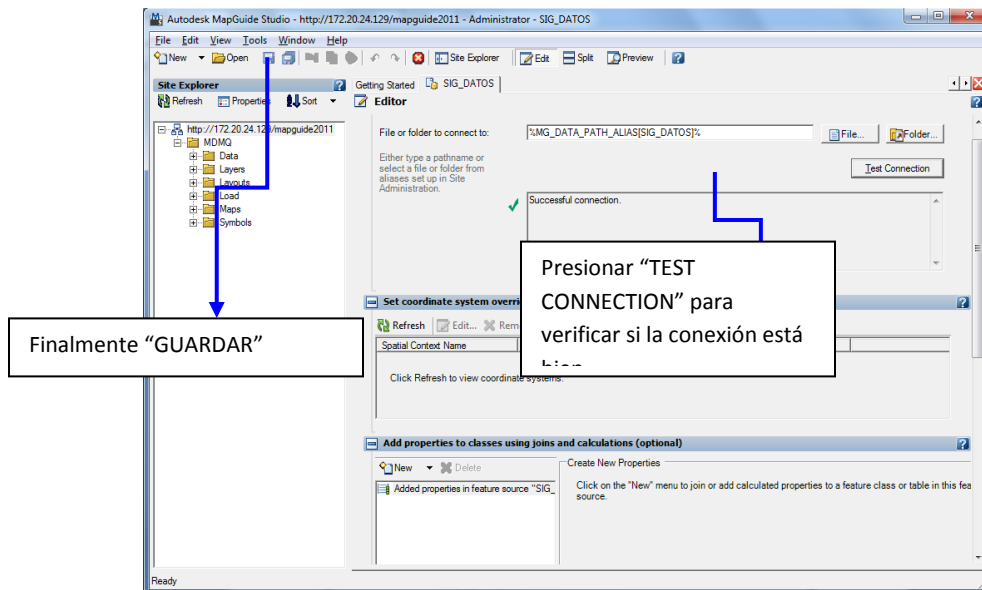 Autodesk MapGuide Studio - http://172.20.24.129/mapguide2011 - Administrator - SIG_DATOS
File Edit View Tools Window Help
New Open Site Explorer Edit Split Preview
Site Explorer
Getting Started SIG_DATOS
Refresh Properties Sort
Editor
http://172.20.24.129/mapguide2011
MDMQ
Data
Layers
Layouts
Load
Maps
Symbols
File or folder to connect to:
%MG_DATA_PATH_ALIAS[SIG_DATOS]%
File...
Folder...
Either type a pathname or
select a file or folder from
aliases set up in Site
Administration.
Test Connection
Successful connection.
Presionar “TEST
CONNECTION” para
verificar si la conexión está
bien
Finalmente “GUARDAR”
Set coordinate system overri
Refresh Edit... Rem
Spatial Context Name
Click Refresh to view coordinate systems.
Add properties to classes using joins and calculations (optional)
New Delete
Added properties in feature source "SIG_
Create New Properties
Click on the "New" menu to join or add calculated properties to a feature class or table in this fea
source.
Ready